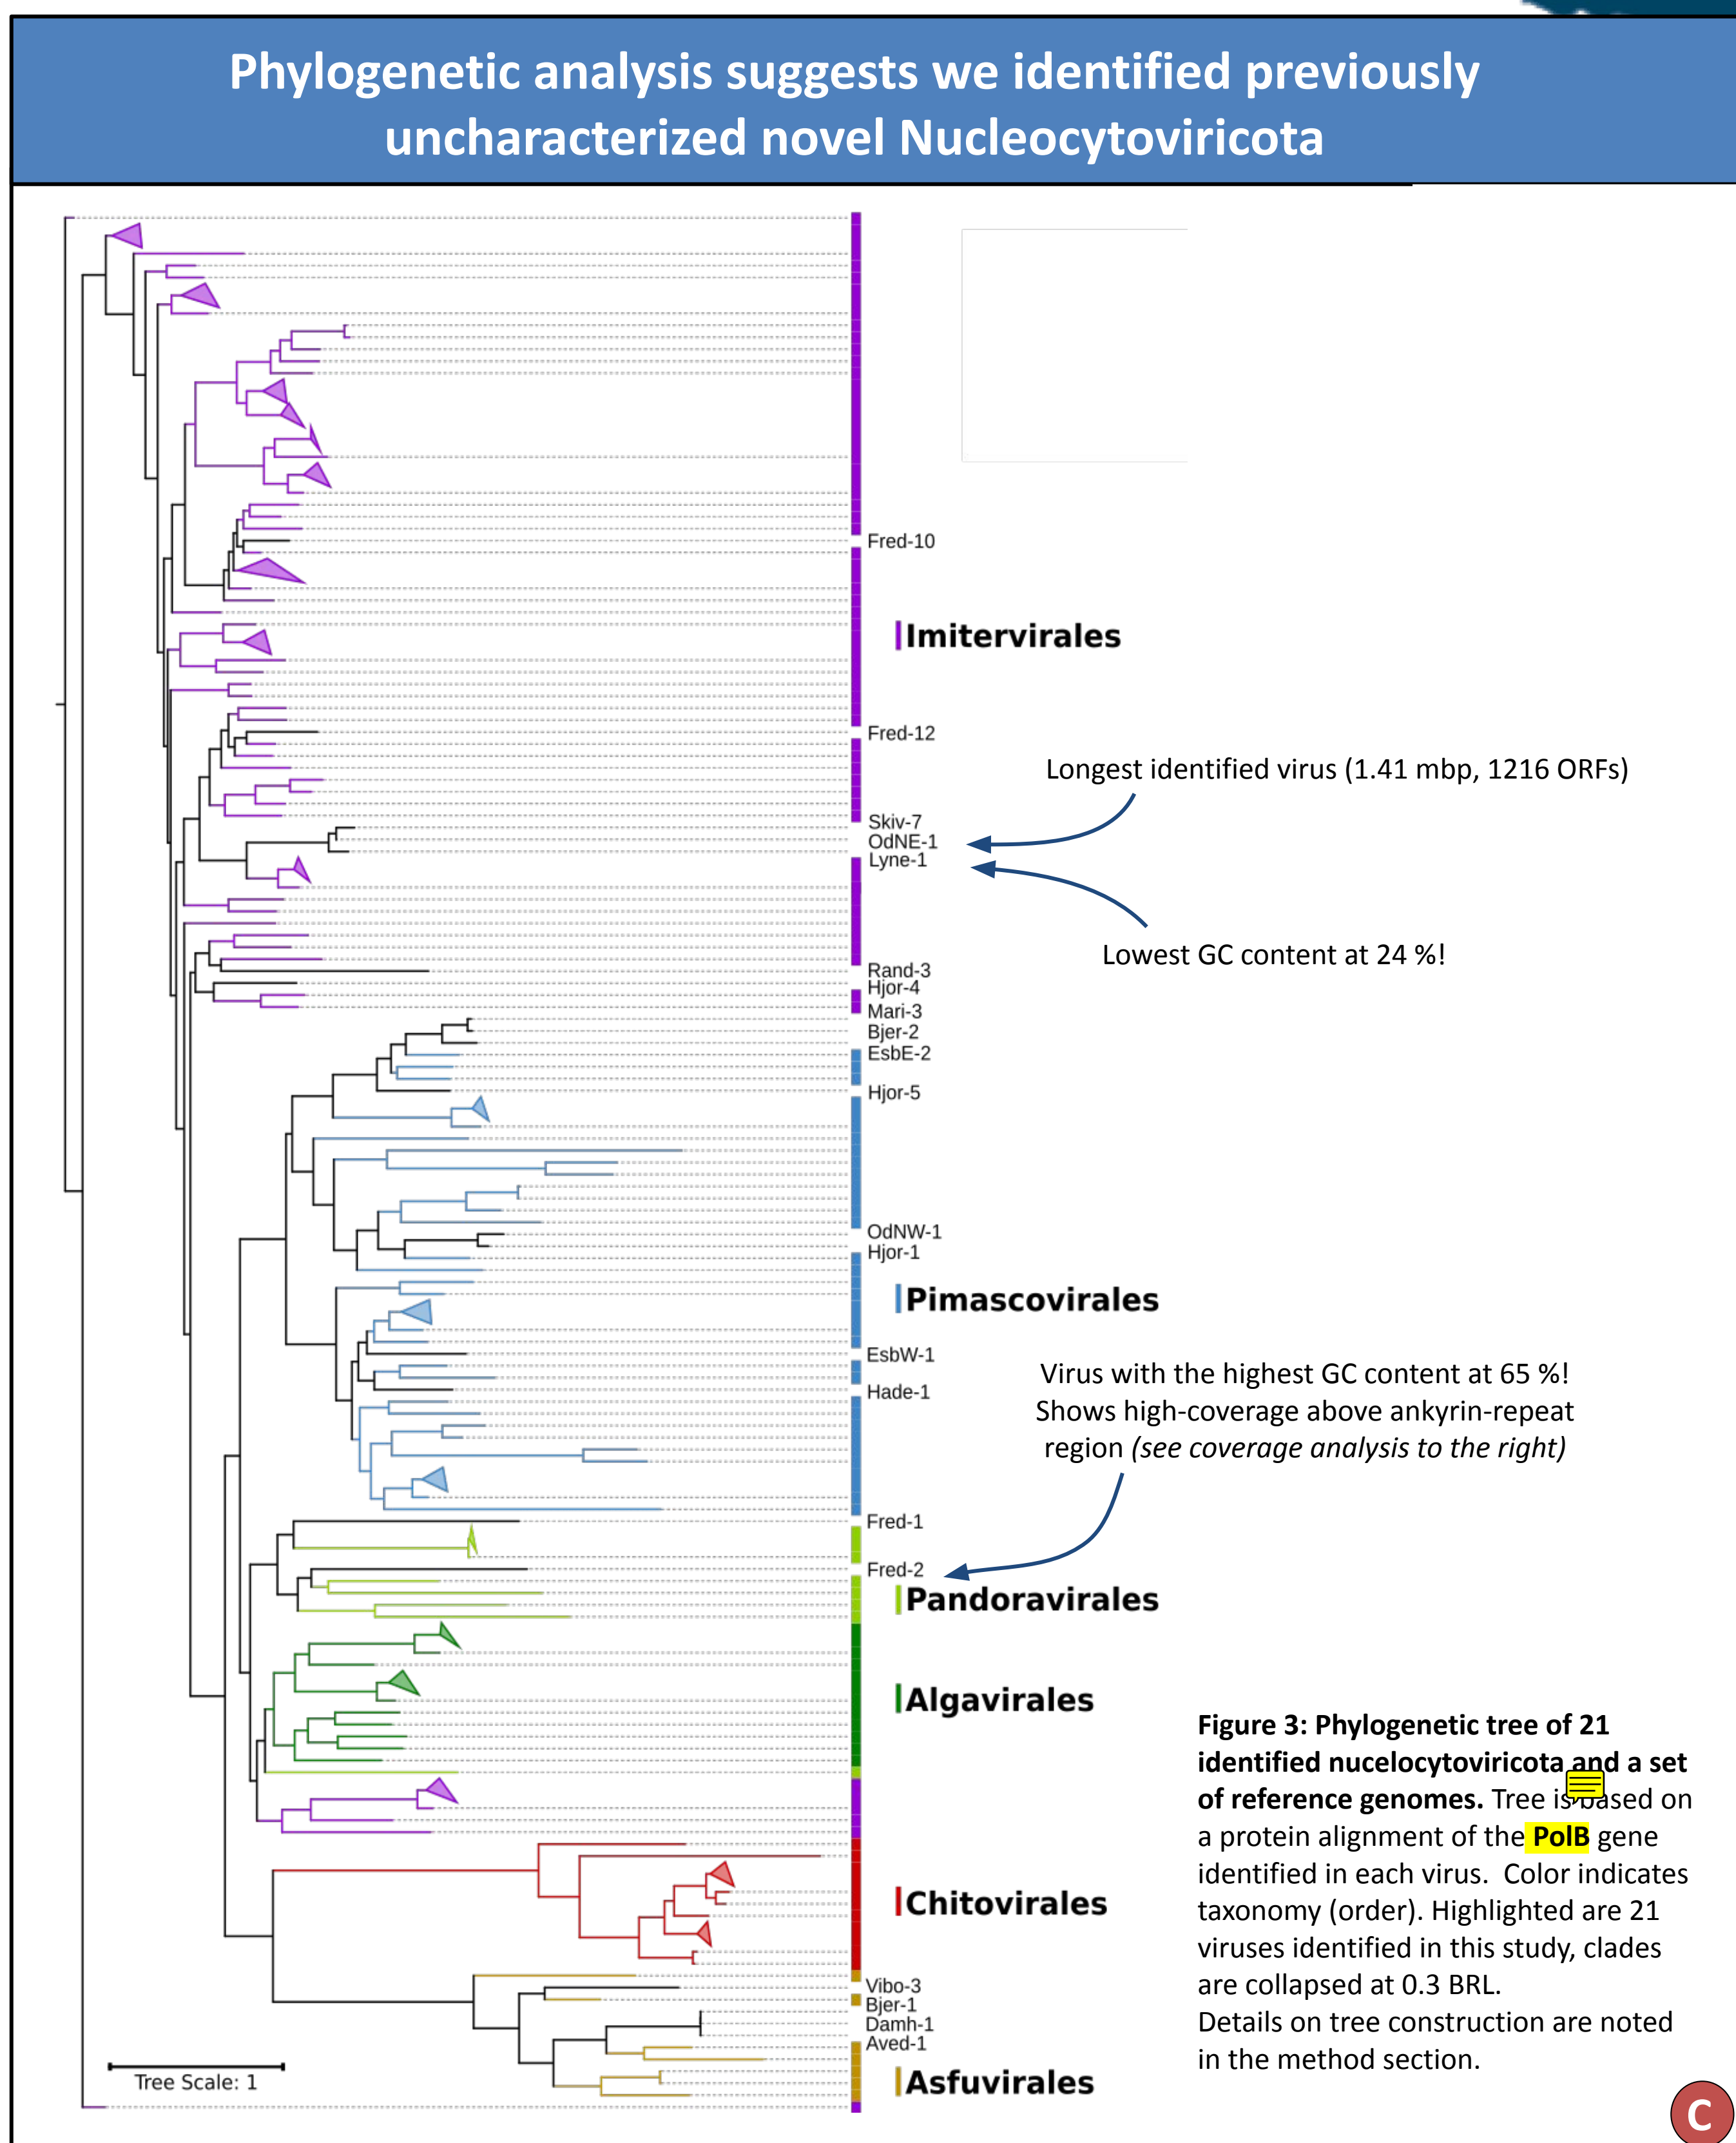 Phylogenetic analysis suggests we identified previously
uncharacterized novel Nucleocytoviricota
Fred-10
Imitervirales
Fred-12
Longest identified virus (1.41 mbp, 1216 ORFs)
Skiv-7
OdNE-1
Lyne-1
Lowest GC content at 24 %!
Rand-3
Hjor-4
Mari-3
Bjer-2
EsbE-2
Hjor-5
OdNW-1
Hjor-1
Pimascovirales
EsbW-1
Virus with the highest GC content at 65 %!
Shows high-coverage above ankyrin-repeat
region (see coverage analysis to the right)
Hade-1
Fred-1
Fred-2
Pandoravirales
Algavirales
Figure 3: Phylogenetic tree of 21
identified nucelocytoviricota and a set
of reference genomes. Tree is based on
a protein alignment of the PolB gene
identified in each virus. Color indicates
taxonomy (order). Highlighted are 21
viruses identified in this study, clades
are collapsed at 0.3 BRL.
Details on tree construction are noted
in the method section.
Chitovirales
Vibo-3
Bjer-1
Damh-1
Aved-1
Asfuvirales
Tree Scale: 1
C